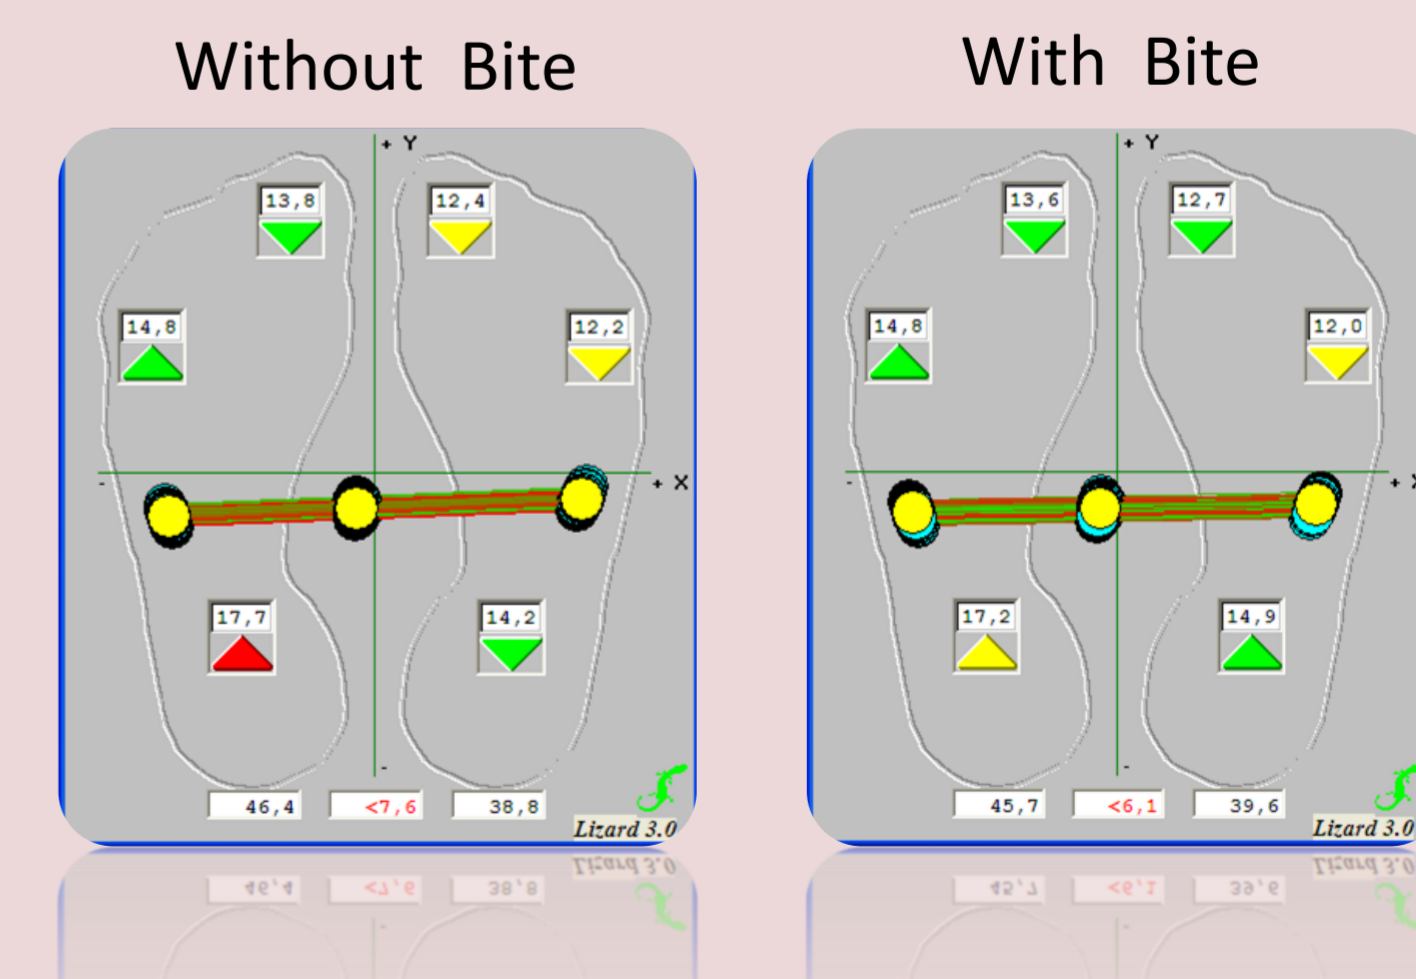 Without Bite
+ Y
13,8
12,4
14,8
12,2
-
+ X
17,7
14,2
-
46,4
<7,6
38,8
Lizard 3.0
With Bite
+ Y
13,6
12,7
14,8
12,0
-
+ X
17,2
14,9
-
45,7
<6,1
39,6
Lizard 3.0